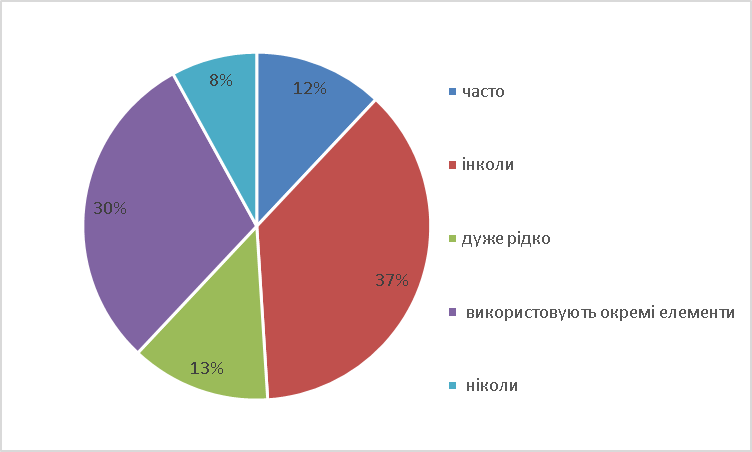 8%
12%
30%
37%
13%
часто
інколи
дуже рідко
використовують окремі елементи
ніколи